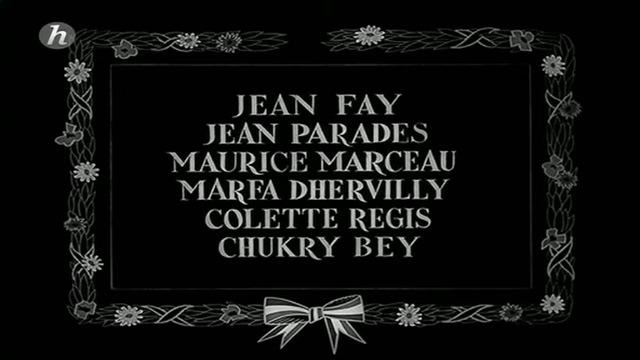 h
JEAN FAY
JEAN PARADES
MAURICE MARCEAU
MARFA DHERVILLY
COLETTE REGIS
CHUKRY BEY